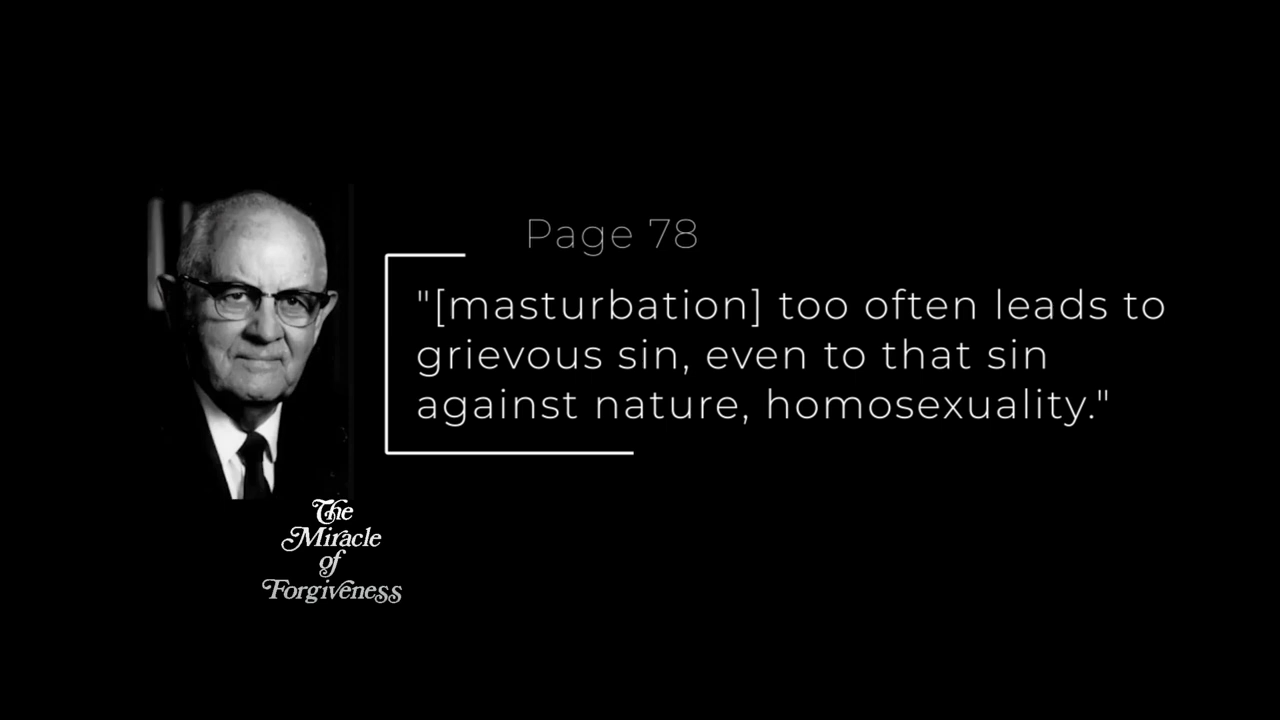 Page 78
"[masturbation] too often leads to
grievous sin, even to that sin
against nature, homosexuality."
The
Miracle
of
Forgiveness